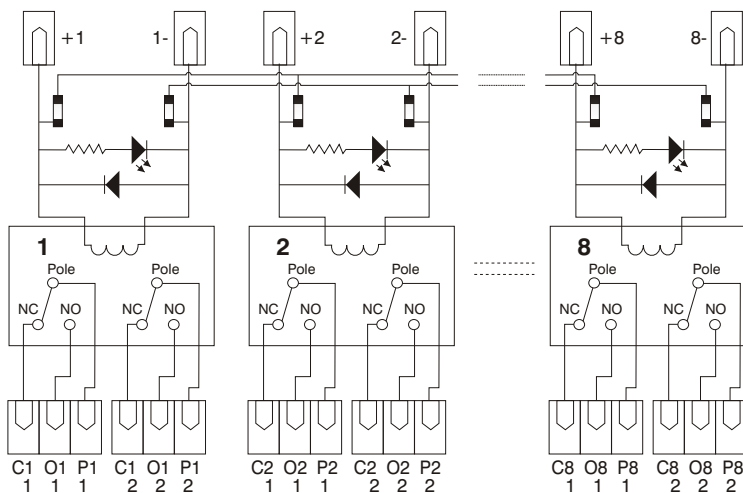 +1 1- +2 2- +8 8-
1 2 8
Pole Pole Pole Pole Pole Pole
NC NO NC NO NC NO NC NO NC NO NC NO
C1 O1 P1 C1 O1 P1 C2 O2 P2 C2 O2 P2 C8 O8 P8 C8 O8 P8
1 1 1 2 2 2 1 1 1 2 2 2 1 1 1 2 2 2